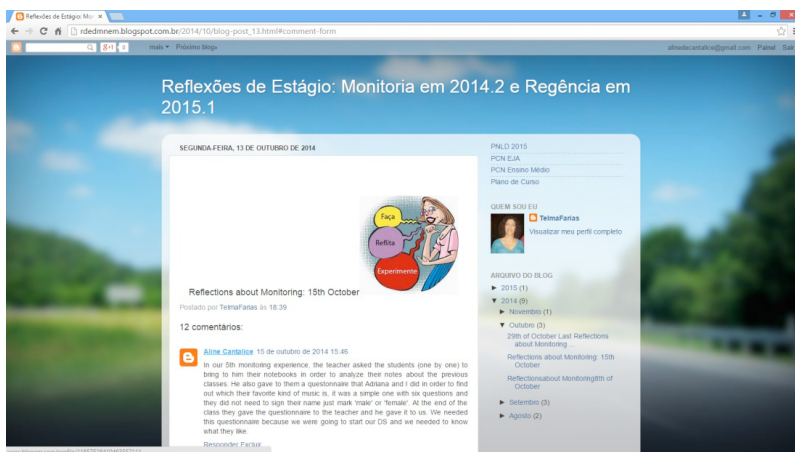 Reflexões de Estágio: Mon
rdedmnem.blogspot.com.br/2014/10/blog-post_13.html#comment-form
g+1 0 mais Próximo blog» alinedecantalice@gmail.com Painel Sair
Reflexões de Estágio: Monitoria em 2014.2 e Regência em
2015.1
SEGUNDA-FEIRA, 13 DE OUTUBRO DE 2014
Faça
Reflita
Experimente
Reflections about Monitoring: 15th October
Postado por TelmaFarias às 18:39
12 comentários:
Aline Cantalice 15 de outubro de 2014 15:46
In our 5th monitoring experience, the teacher asked the students (one by one) to
bring to him their notebooks in order to analyze their notes about the previous
classes. He also gave to them a questonnaire that Adriana and I did in order to find
out which their favorite kind of music is, it was a simple one with six questions and
they did not need to sign their name just mark 'male' or 'female'. At the end of the
class they gave the questionnaire to the teacher and he gave it to us. We needed
this questionnaire because we were going to start our DS and we needed to know
what they like.
Responder Excluir
PNLD 2015
PCN EJA
PCN Ensino Médio
Plano de Curso
QUEM SOU EU
TelmaFarias
Visualizar meu perfil completo
ARQUIVO DO BLOG
► 2015 (1)
▼ 2014 (9)
► Novembro (1)
▼ Outubro (3)
29th of October Last Reflections
about Monitoring ...
Reflections about Monitoring: 15th
October
Reflectionsabout Monitoring8th of
October
► Setembro (3)
► Agosto (2)